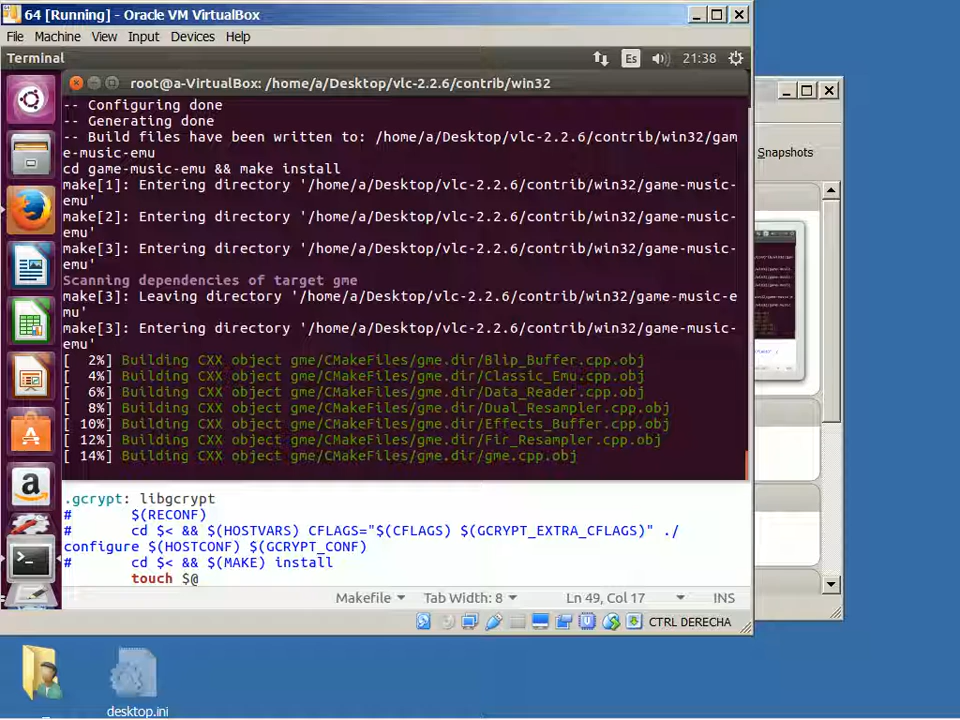 64 [Running] - Oracle VM VirtualBox
File Machine View Input Devices Help
Terminal
Es
21:38
root@a-VirtualBox: /home/a/Desktop/vlc-2.2.6/contrib/win32
-- Configuring done
-- Generating done
-- Build files have been written to: /home/a/Desktop/vlc-2.2.6/contrib/win32/gam
e-music-emu
cd game-music-emu && make install
make[1]: Entering directory '/home/a/Desktop/vlc-2.2.6/contrib/win32/game-music-
emu'
make[2]: Entering directory '/home/a/Desktop/vlc-2.2.6/contrib/win32/game-music-
emu'
make[3]: Entering directory '/home/a/Desktop/vlc-2.2.6/contrib/win32/game-music-
emu'
Scanning dependencies of target gme
make[3]: Leaving directory '/home/a/Desktop/vlc-2.2.6/contrib/win32/game-music-e
mu'
make[3]: Entering directory '/home/a/Desktop/vlc-2.2.6/contrib/win32/game-music-
emu'
[  2%] Building CXX object gme/CMakeFiles/gme.dir/Blip_Buffer.cpp.obj
[  4%] Building CXX object gme/CMakeFiles/gme.dir/Classic_Emu.cpp.obj
[  6%] Building CXX object gme/CMakeFiles/gme.dir/Data_Reader.cpp.obj
[  8%] Building CXX object gme/CMakeFiles/gme.dir/Dual_Resampler.cpp.obj
[ 10%] Building CXX object gme/CMakeFiles/gme.dir/Effects_Buffer.cpp.obj
[ 12%] Building CXX object gme/CMakeFiles/gme.dir/Fir_Resampler.cpp.obj
[ 14%] Building CXX object gme/CMakeFiles/gme.dir/gme.cpp.obj
.gcrypt: libgcrypt
#       $(RECONF)
#       cd $< && $(HOSTVARS) CFLAGS="$(CFLAGS) $(GCRYPT_EXTRA_CFLAGS)" ./
configure $(HOSTCONF) $(GCRYPT_CONF)
#       cd $< && $(MAKE) install
        touch $@
Makefile Tab Width: 8 Ln 49, Col 17 INS
CTRL DERECHA
Snapshots
desktop.ini